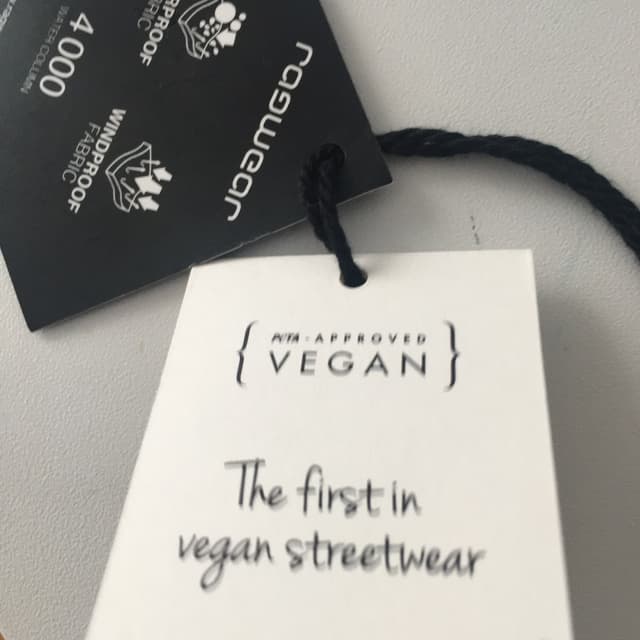 ragwear
WINDPROOF
FABRIC
4 000
WATER COLUMN
PETA-APPROVED
VEGAN
The first in
vegan streetwear